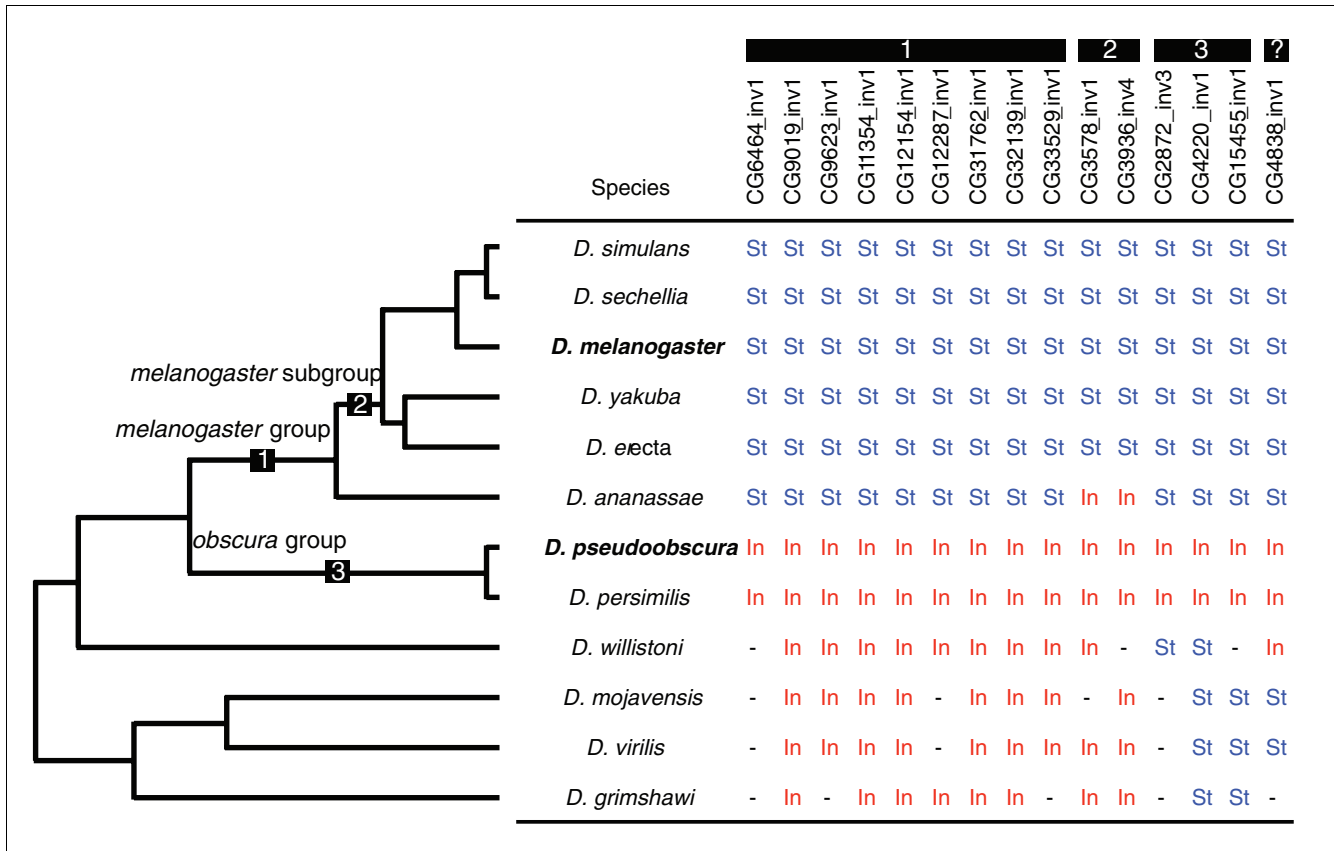 1 2 3 ?
CG6464_inv1 CG9019_inv1 CG9623_inv1 CG11354_inv1 CG12154_inv1 CG12287_inv1 CG31762_inv1 CG32139_inv1 CG33529_inv1 CG3578_inv1 CG3936_inv4 CG2872_inv3 CG4220_inv1 CG15455_inv1 CG4838_inv1
Species
D. simulans St St St St St St St St St St St St St St St
D. sechellia St St St St St St St St St St St St St St St
D. melanogaster St St St St St St St St St St St St St St St
melanogaster subgroup
2
D. yakuba St St St St St St St St St St St St St St St
melanogaster group
D. erecta St St St St St St St St St St St St St St St
1
D. ananassae St St St St St St St St St In In St St St St
obscura group
D. pseudoobscura In In In In In In In In In In In In In In In
3
D. persimilis In In In In In In In In In In In In In In In
D. willistoni - In In In In In In In In In - St St - In
D. mojavensis - In In In In - In In In - In - St St St
D. virilis - In In In In - In In In In In - St St St
D. grimshawi - In - In In In In In - In In - St St -